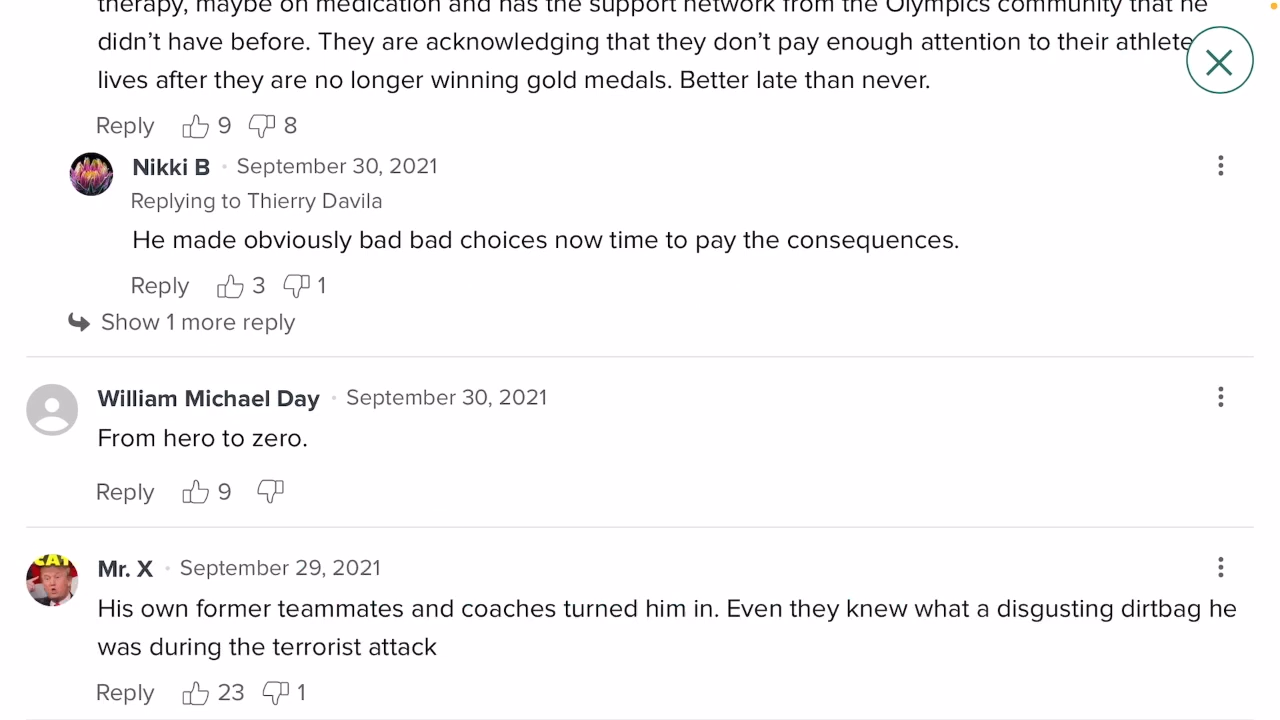 therapy, maybe on medication and has the support network from the Olympics community that he
didn’t have before. They are acknowledging that they don’t pay enough attention to their athlete
lives after they are no longer winning gold medals. Better late than never.
Reply 9 8
Nikki B · September 30, 2021
Replying to Thierry Davila
He made obviously bad bad choices now time to pay the consequences.
Reply 3 1
Show 1 more reply
William Michael Day · September 30, 2021
From hero to zero.
Reply 9
CAT
Mr. X · September 29, 2021
His own former teammates and coaches turned him in. Even they knew what a disgusting dirtbag he
was during the terrorist attack
Reply 23 1